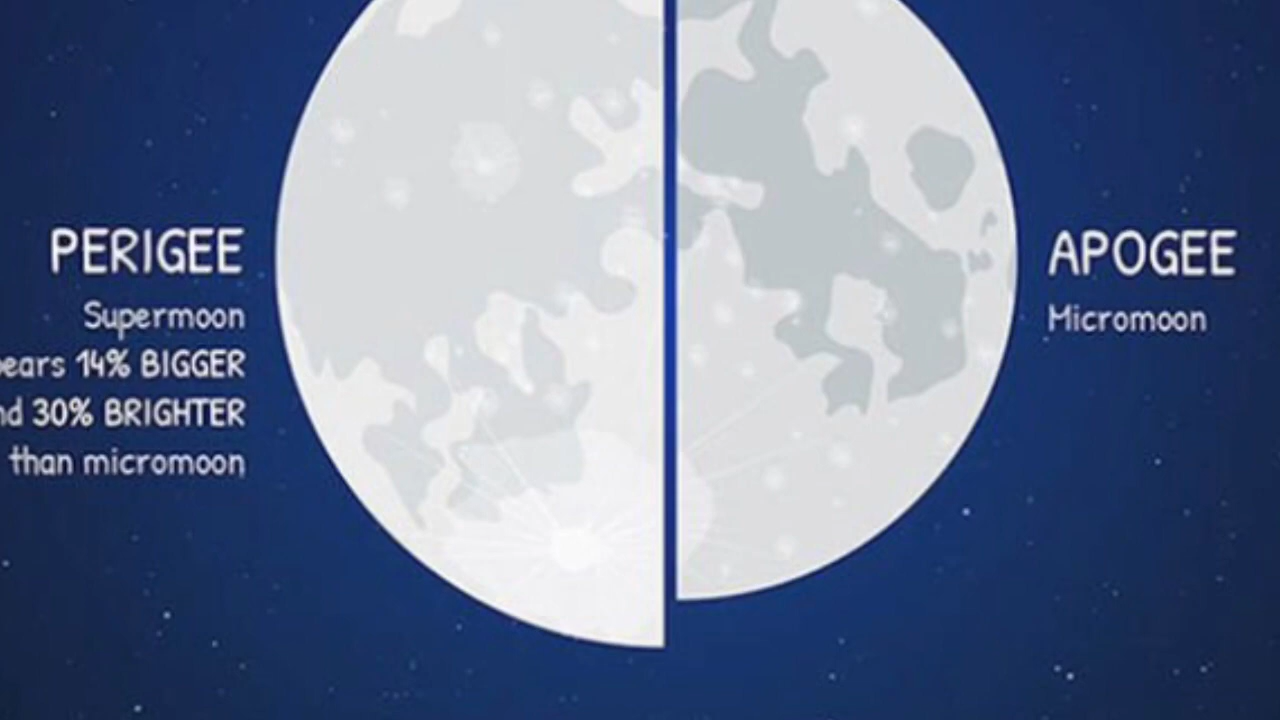 PERIGEE
Supermoon
14% BIGGER
30% BRIGHTER
than micromoon
APOGEE
Micromoon